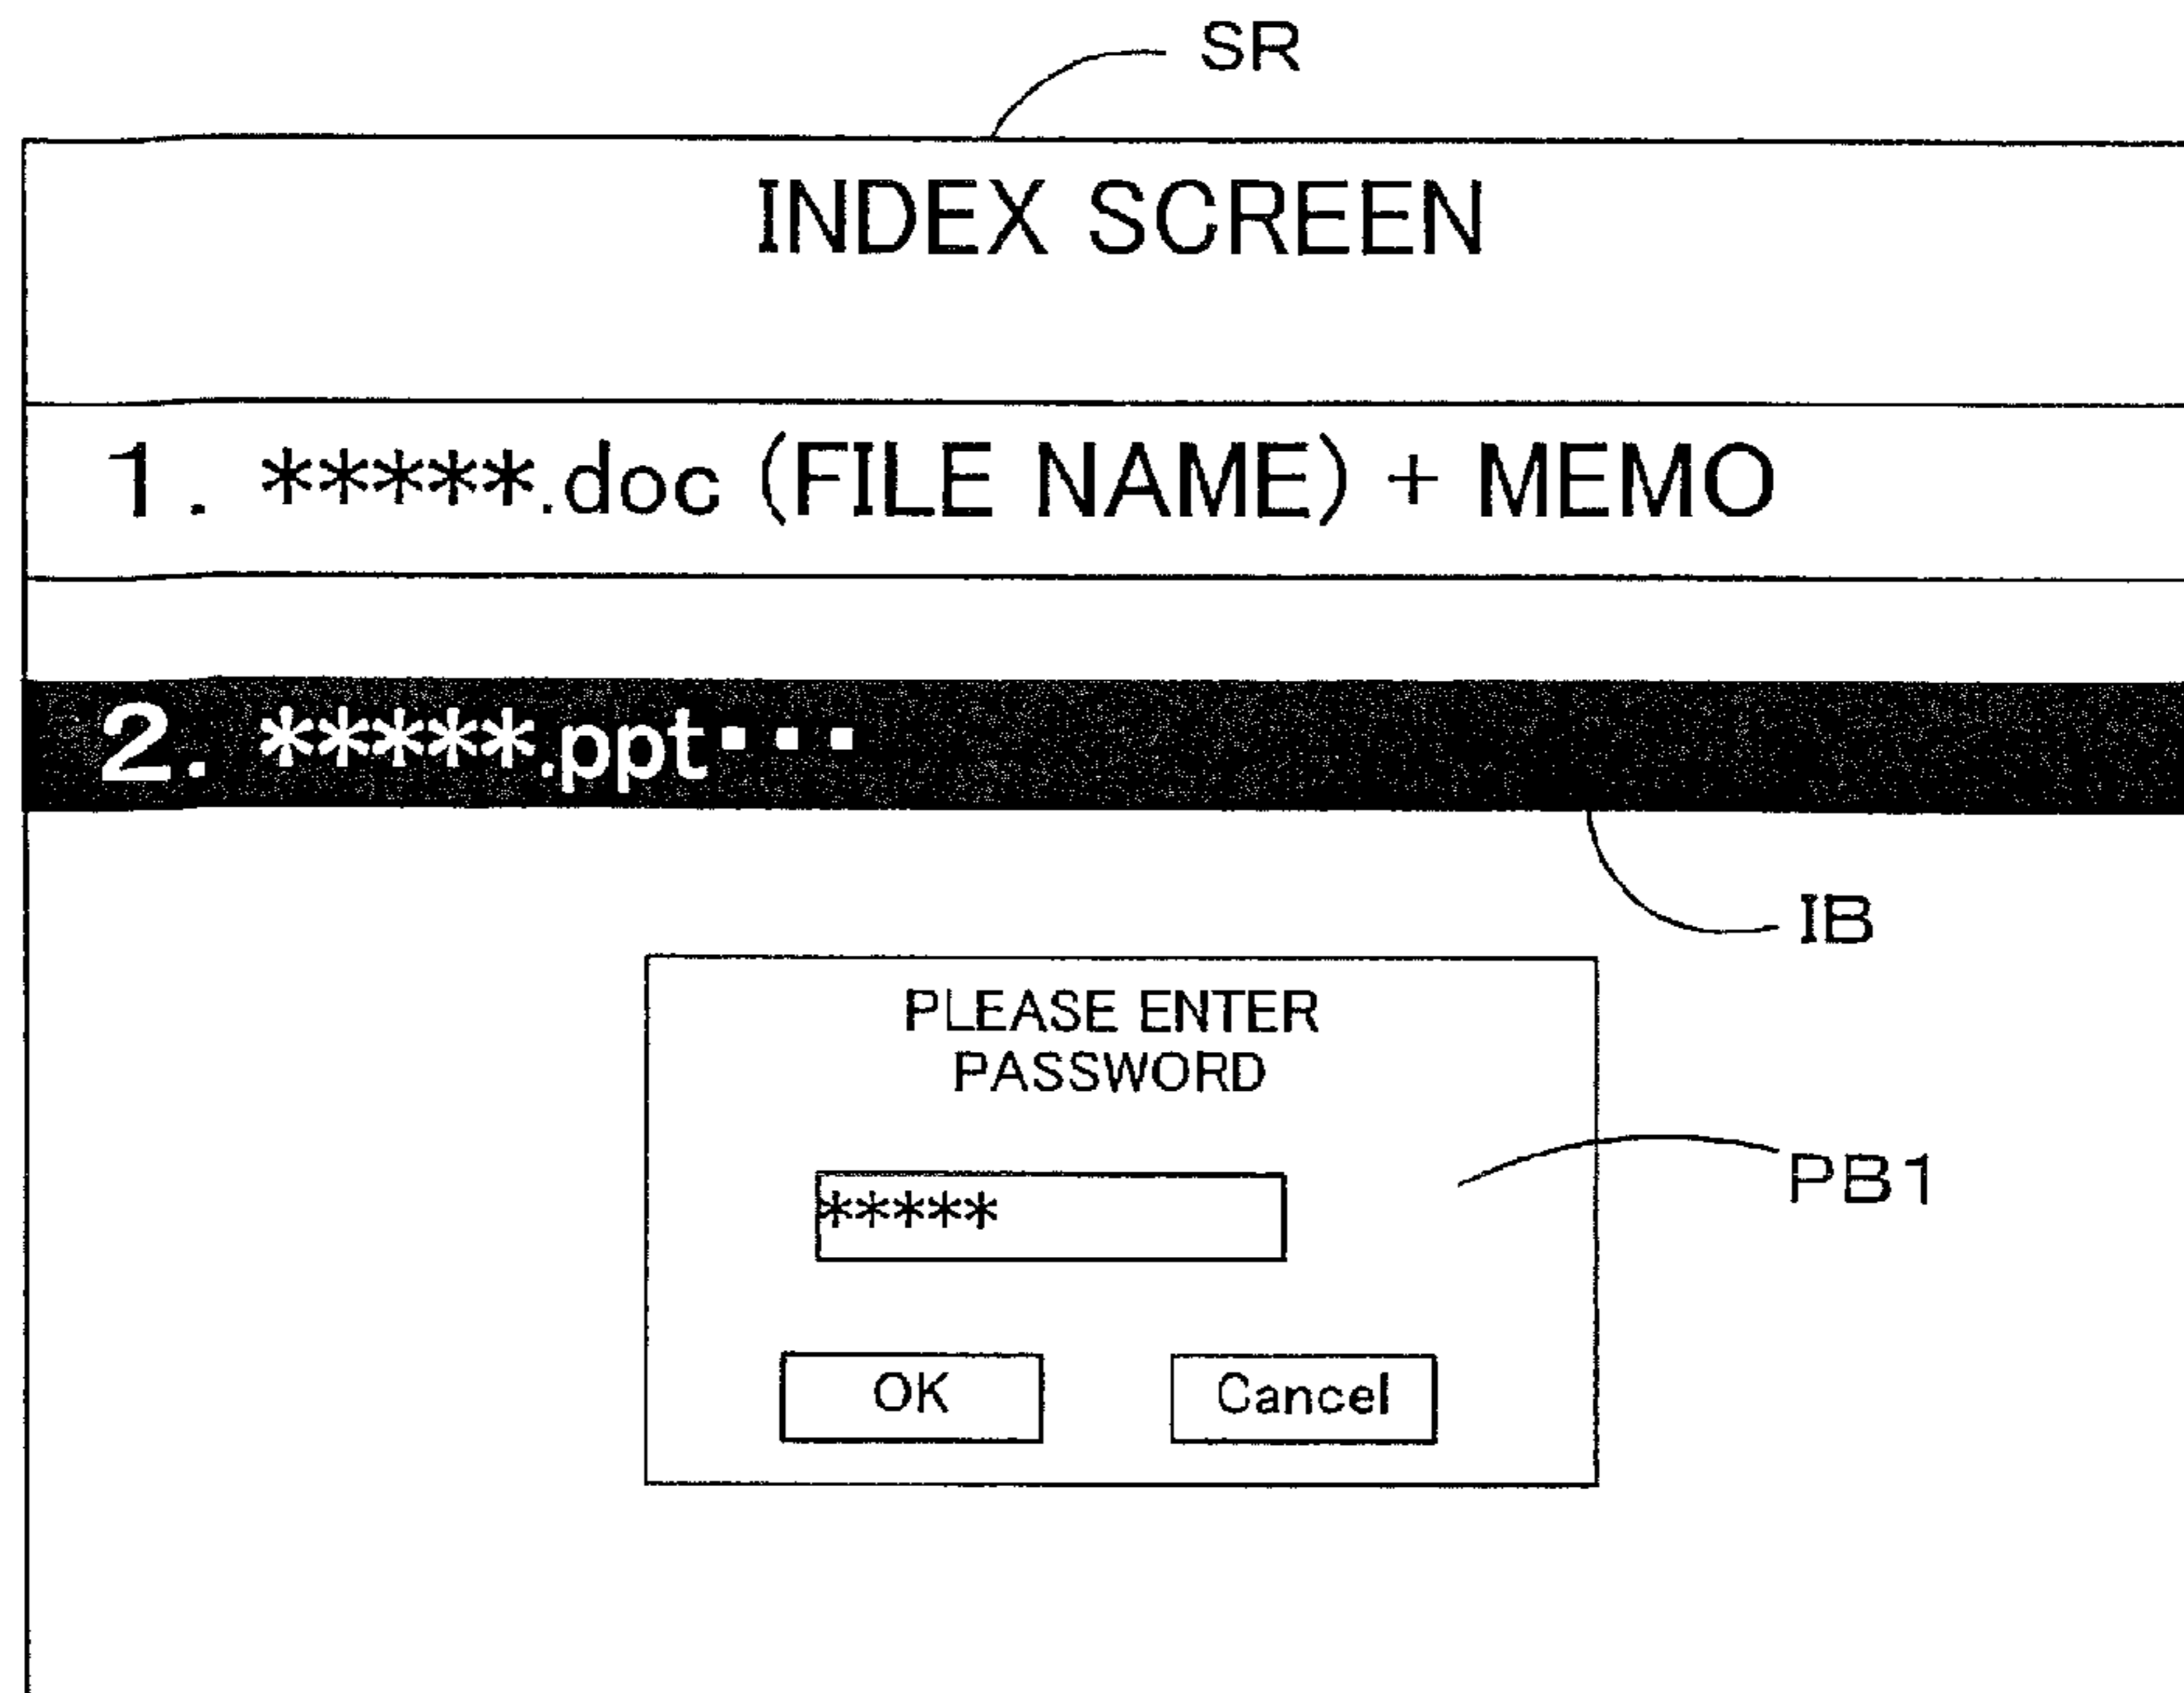 SR
INDEX SCREEN
1. *****.doc (FILE NAME) + MEMO
2. *****.ppt･･･
IB
PLEASE ENTER
PASSWORD
PB1
*****
OK Cancel